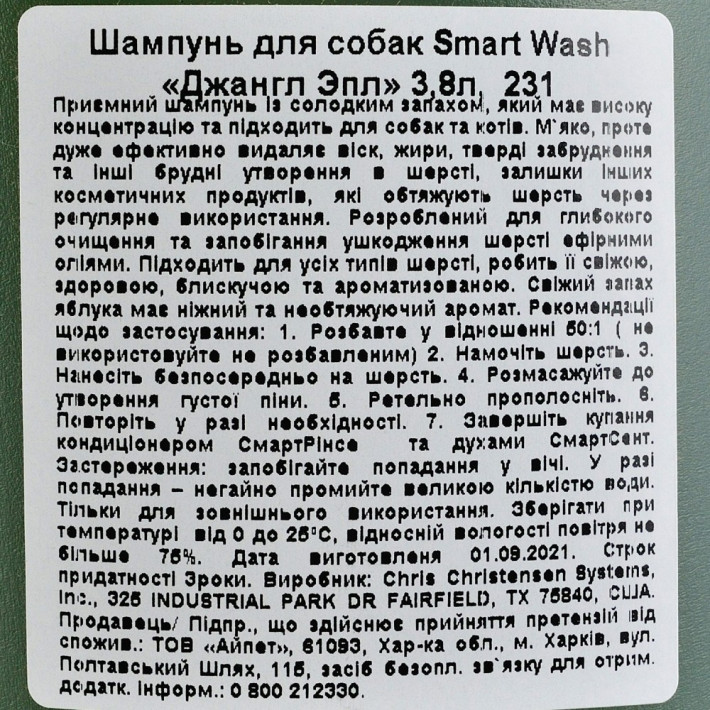 Шампунь для собак Smart Wash
«Джангл Эпл» 3,8л, 231
Приємний шампунь із солодким запахом, який має високу
концентрацію та підходить для собак та котів. М`яко, проте
дуже ефективно видаляє віск, жири, тверді забруднення
та інші брудні утворення в шерсті, залишки інших
косметичних продуктів, які обтяжують шерсть через
регулярне використання. Розроблений для глибокого
очищення та запобігання ушкодження шерсті ефірними
оліями. Підходить для усіх типів шерсті, робить її свіжою,
здоровою, блискучою та ароматизованою. Свіжий запах
яблука має ніжний та необтяжуючий аромат. Рекомендації
щодо застосування: 1. Розбавте у відношенні 50:1 ( не
використовуйте не розбавленим) 2. Намочіть шерсть. 3.
Нанесіть безпосередньо на шерсть. 4. Розмасажуйте до
утворення густої піни. 5. Ретельно прополосніть. 6.
Повторіть у разі необхідності. 7. Завершіть купання
кондиціонером СмартРінсе та духами СмартСент.
Застереження: запобігайте попадання у вічі. У разі
попадання – негайно промийте великою кількістю води.
Тільки для зовнішнього використання. Зберігати при
температурі від 0 до 25°С, відносній вологості повітря не
більше 75%. Дата виготовленя 01.09.2021. Строк
придатності 3роки. Виробник: Chris Christensen Systems,
Inc., 325 INDUSTRIAL PARK DR FAIRFIELD, TX 75840, США.
Продавець/ Підпр., що здійснює прийняття претензій від
спожив.: ТОВ «Айпет», 61093, Хар-ка обл., м. Харків, вул.
Полтавський Шлях, 115, засіб безопл. зв`язку для отрим.
додатк. інформ.: 0 800 212330.